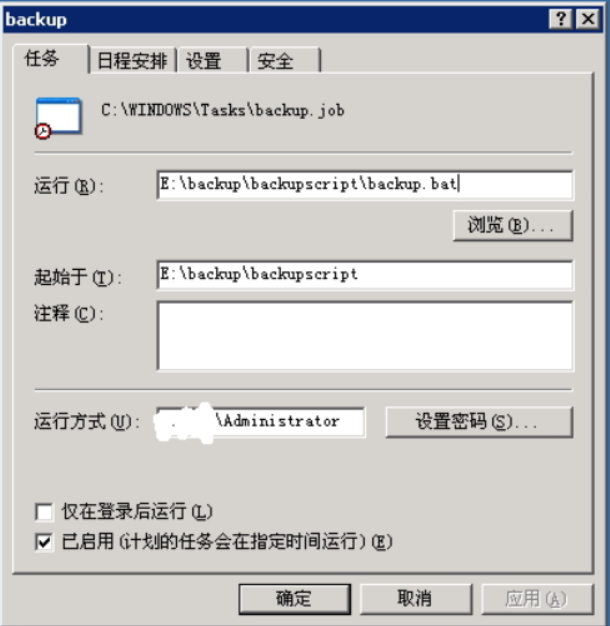 backup
任务 日程安排 设置 安全
C:\WINDOWS\Tasks\backup.job
运行(R): E:\backup\backupscript\backup.bat
浏览(B)...
起始于(T): E:\backup\backupscript
注释(C):
运行方式(U): \Administrator 设置密码(S)...
仅在登录后运行(L)
已启用(计划的任务会在指定时间运行)(E)
确定 取消 应用(A)